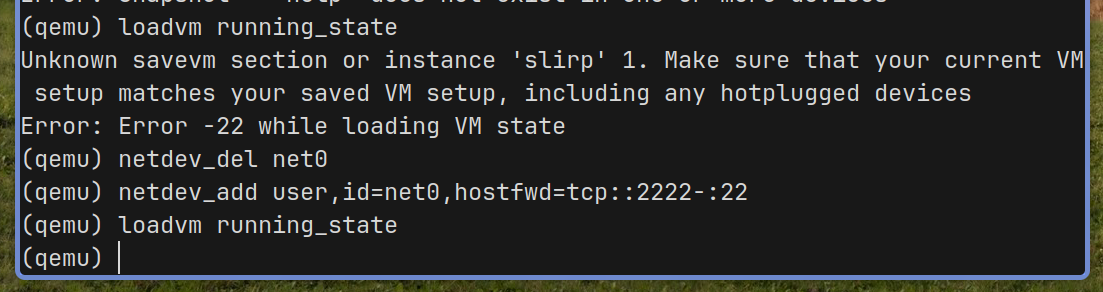 (qemu) loadvm running_state
Unknown savevm section or instance 'slirp' 1. Make sure that your current VM
setup matches your saved VM setup, including any hotplugged devices
Error: Error -22 while loading VM state
(qemu) netdev_del net0
(qemu) netdev_add user,id=net0,hostfwd=tcp::2222-:22
(qemu) loadvm running_state
(qemu)